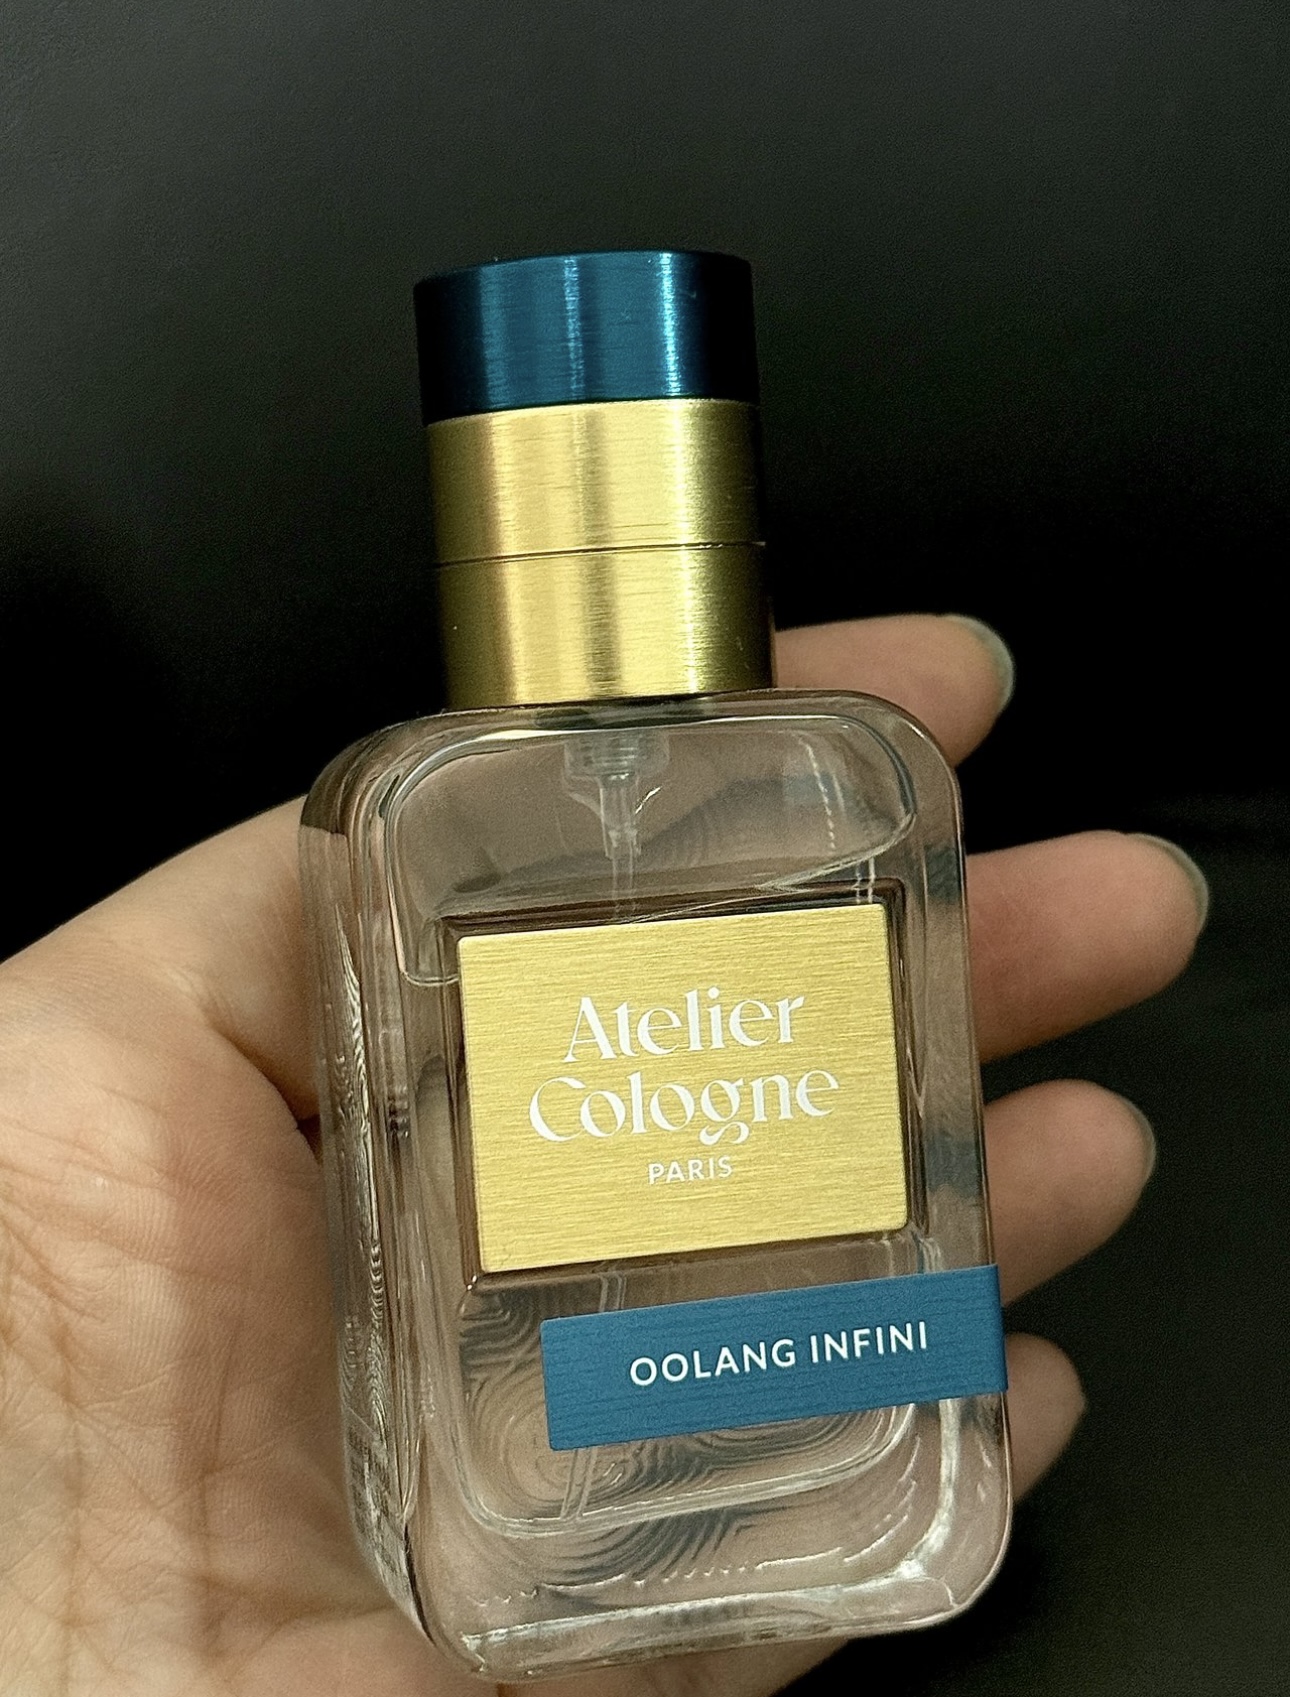 Atelier
Cologne
PARIS
OOLANG INFINI